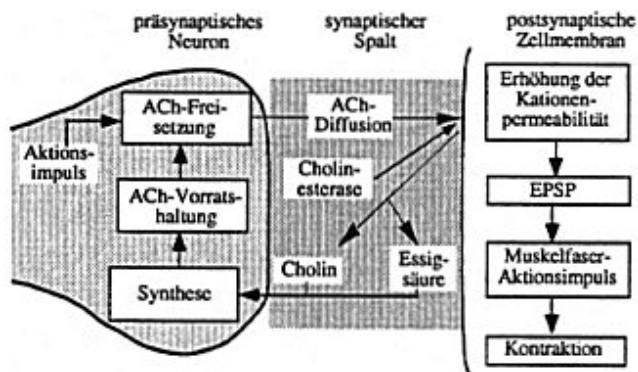 präsynaptisches
Neuron
synaptischer
Spalt
postsynaptische
Zellmembran
ACh-Frei-
setzung
Aktions-
impuls
ACh-Vorrats-
haltung
Synthese
ACh-
Diffusion
Cholin-
esterase
Cholin
Essig-
säure
Erhöhung der
Kationen-
permeabilität
EPSP
Muskelfaser-
Aktionsimpuls
Kontraktion